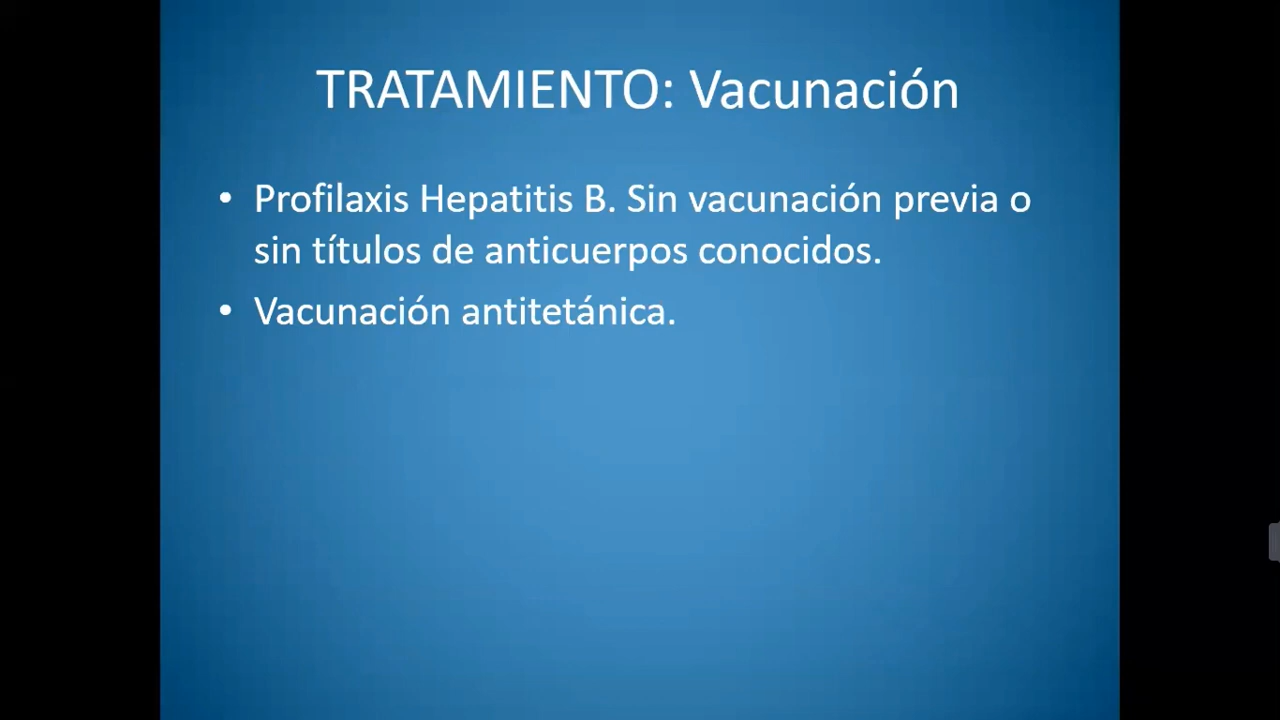 TRATAMIENTO: Vacunación
• Profilaxis Hepatitis B. Sin vacunación previa o
sin títulos de anticuerpos conocidos.
• Vacunación antitetánica.